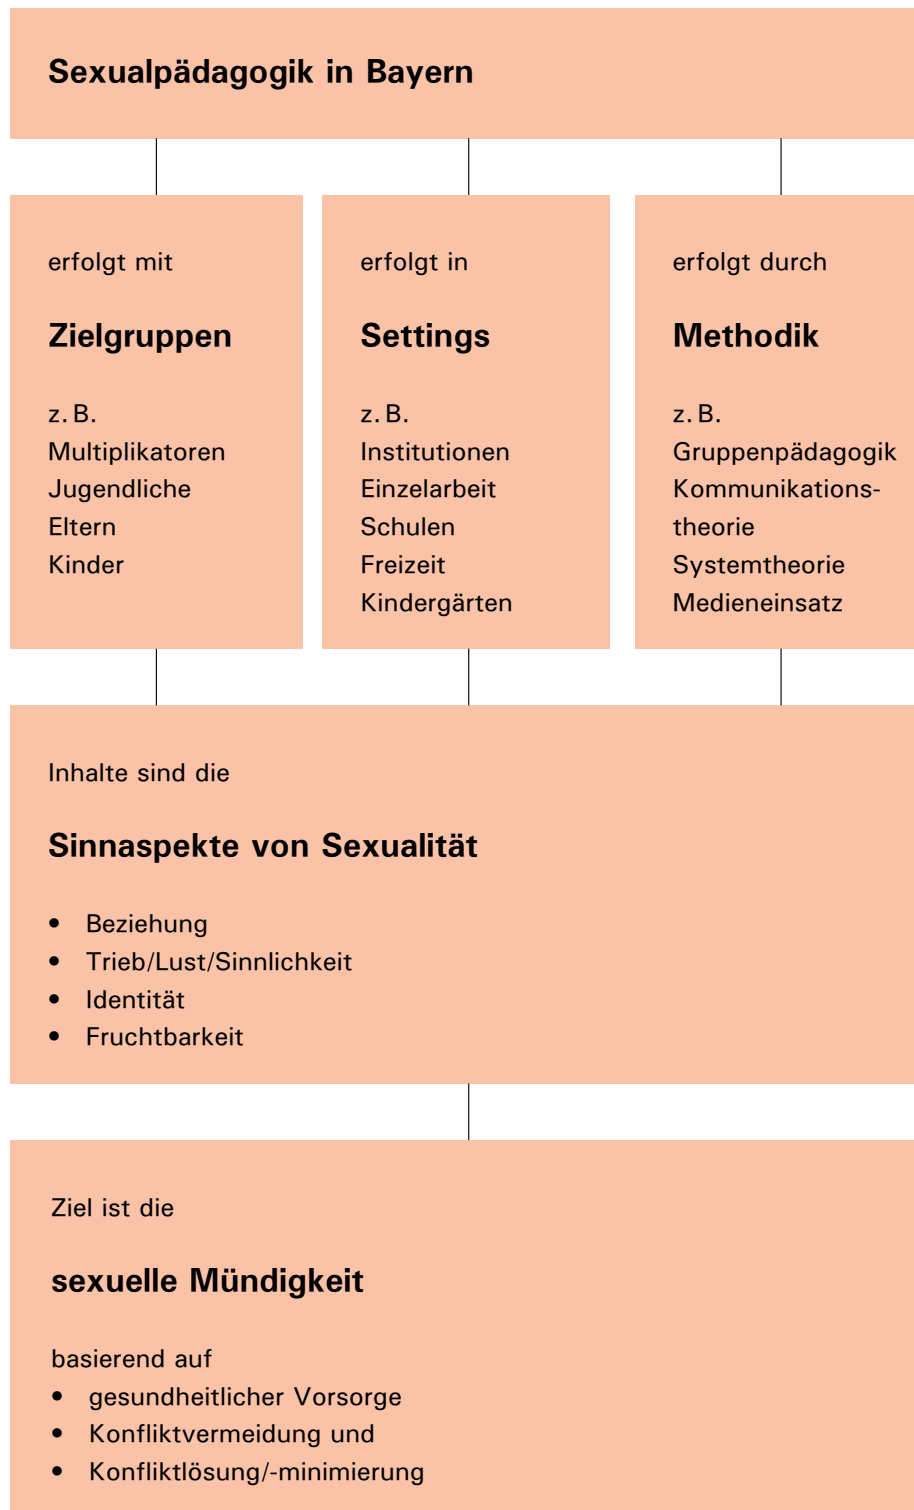 Sexualpädagogik in Bayern
erfolgt mit
Zielgruppen
z. B.
Multiplikatoren
Jugendliche
Eltern
Kinder
erfolgt in
Settings
z. B.
Institutionen
Einzelarbeit
Schulen
Freizeit
Kindergärten
erfolgt durch
Methodik
z. B.
Gruppenpädagogik
Kommunikations-
theorie
Systemtheorie
Medieneinsatz
Inhalte sind die
Sinnaspekte von Sexualität
• Beziehung
• Trieb/Lust/Sinnlichkeit
• Identität
• Fruchtbarkeit
Ziel ist die
sexuelle Mündigkeit
basierend auf
• gesundheitlicher Vorsorge
• Konfliktvermeidung und
• Konfliktlösung/-minimierung